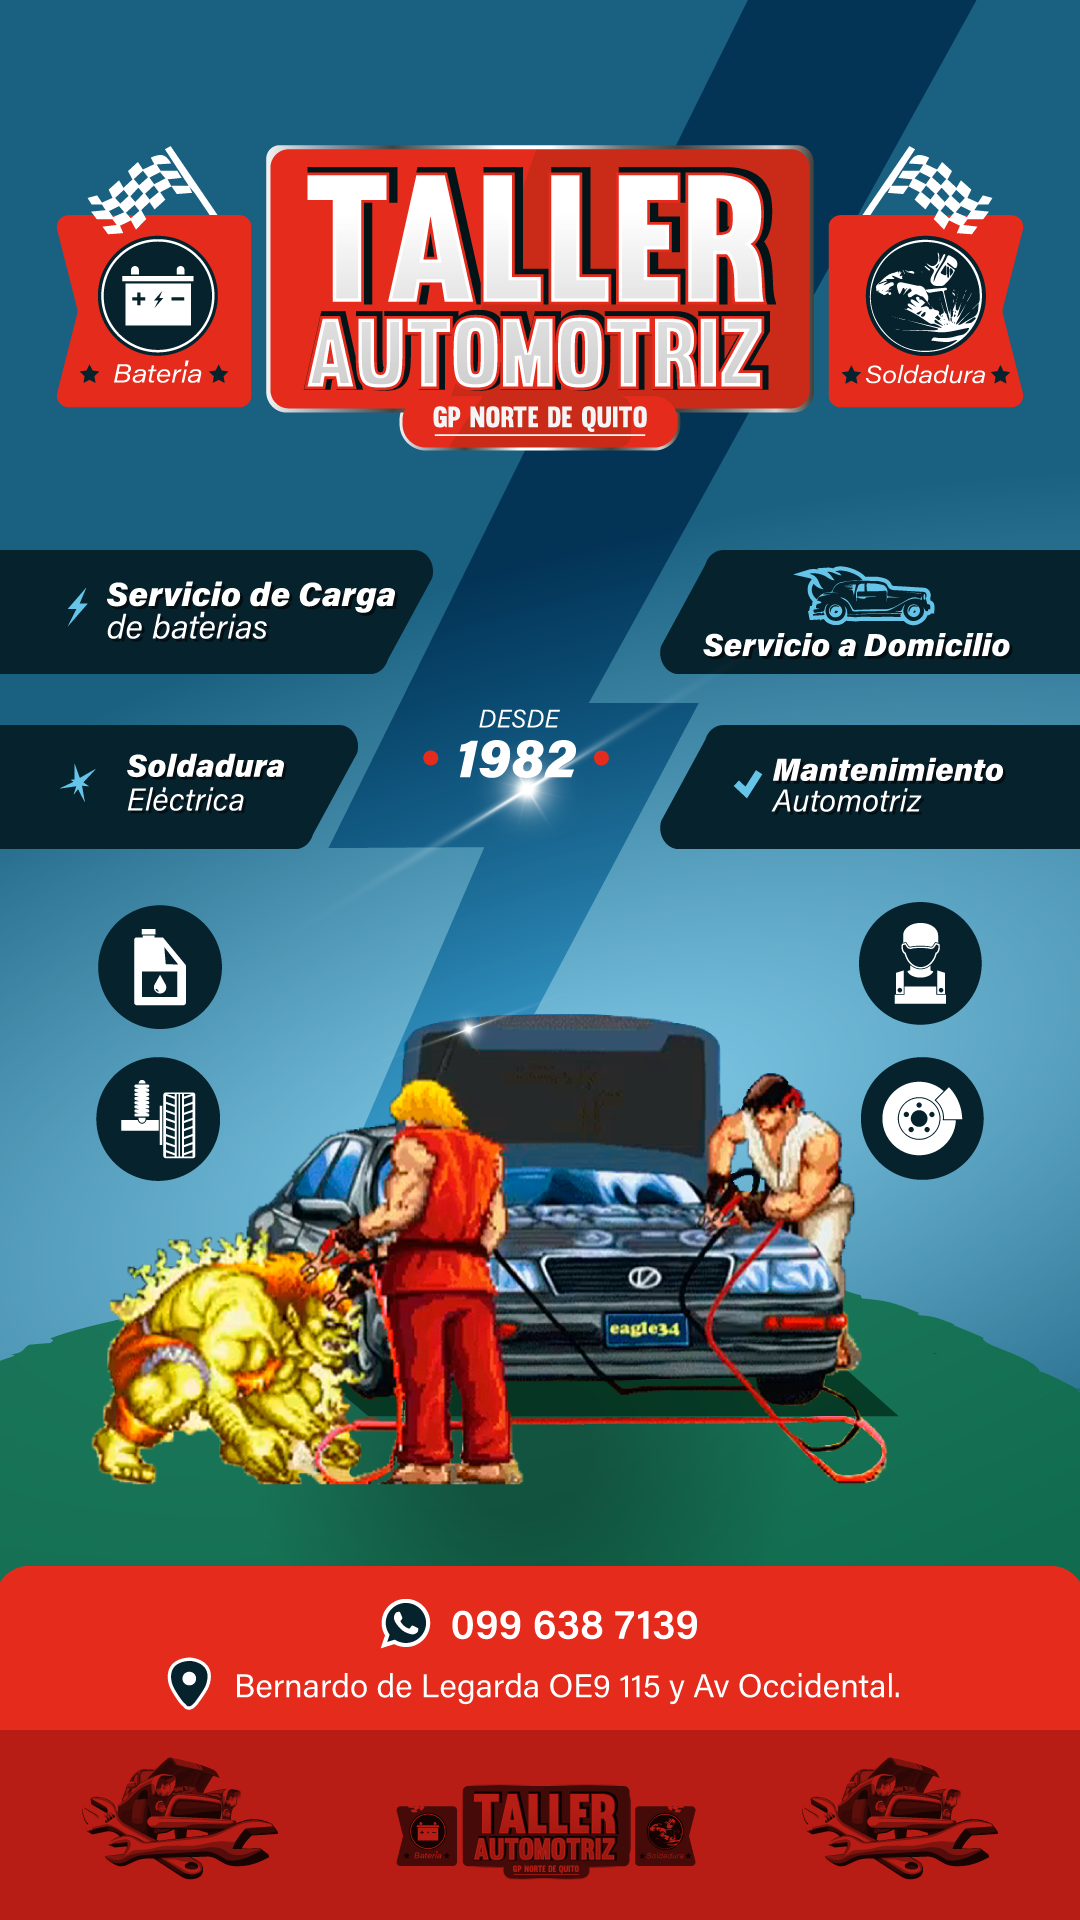 TALLER
AUTOMOTRIZ
GP NORTE DE QUITO
Batería
Soldadura
Servicio de Carga
de baterias
Servicio a Domicilio
Soldadura
Eléctrica
DESDE
1982
Mantenimiento
Automotriz
eagle34
099 638 7139
Bernardo de Legarda OE9 115 y Av Occidental.
TALLER
AUTOMOTRIZ
GP NORTE DE QUITO
Batería
Soldadura